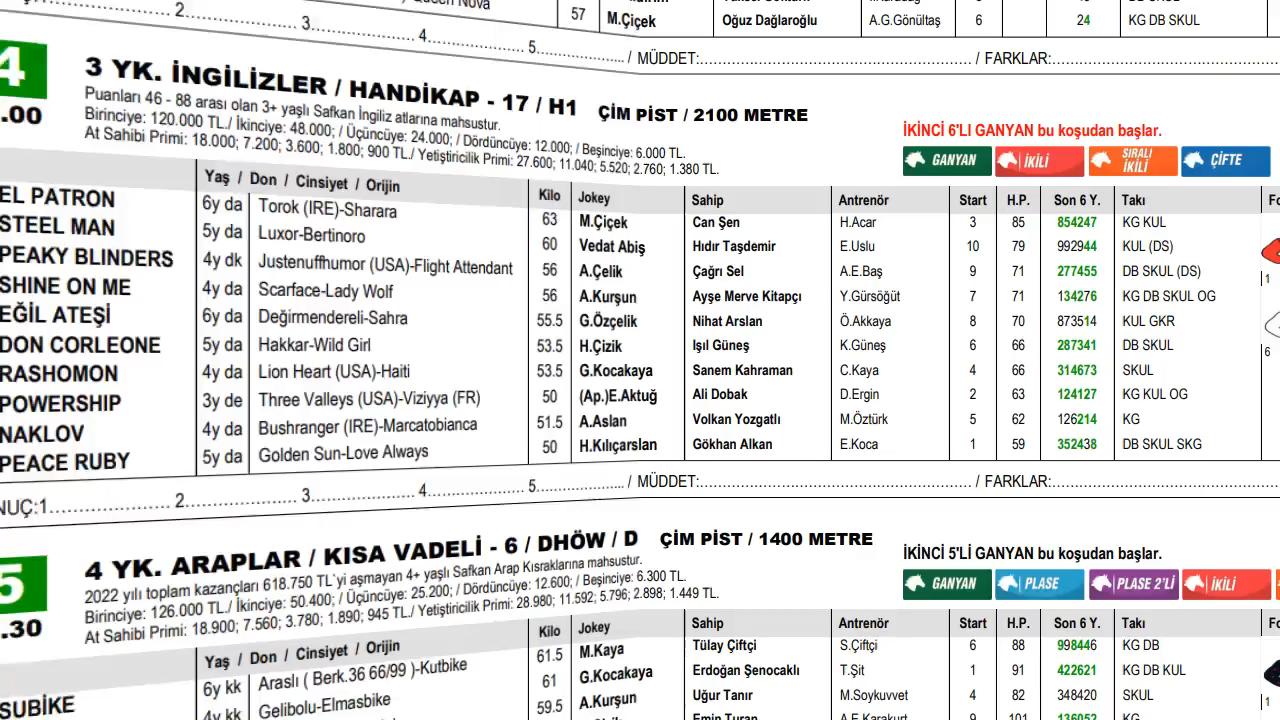 57 M.Çiçek Oğuz Dağlaroğlu A.G.Gönültaş 6 24 KG DB SKUL
2. 3. 4. 5. / MÜDDET: / FARKLAR:
4 3 YK. İNGİLİZLER / HANDİKAP - 17 / H1 ÇİM PİST / 2100 METRE
.00 Puanları 46 - 88 arası olan 3+ yaşlı Safkan İngiliz atlarına mahsustur.
Birinciye: 120.000 TL./ İkinciye: 48.000; / Üçüncüye: 24.000; / Dördüncüye: 12.000; / Beşinciye: 6.000 TL.
At Sahibi Primi: 18.000; 7.200; 3.600; 1.800; 900 TL./ Yetiştiricilik Primi: 27.600; 11.040; 5.520; 2.760; 1.380 TL.
İKİNCİ 6'LI GANYAN bu koşudan başlar.
GANYAN İKİLİ SIRALI İKİLİ ÇİFTE
Yaş / Don / Cinsiyet / Orijin Kilo Jokey Sahip Antrenör Start H.P. Son 6 Y. Takı Fo
EL PATRON 6y da Torok (IRE)-Sharara 63 M.Çiçek Can Şen H.Acar 3 85 854247 KG KUL
STEEL MAN 5y da Luxor-Bertinoro 60 Vedat Abiş Hıdır Taşdemir E.Uslu 10 79 992944 KUL (DS)
PEAKY BLINDERS 4y dk Justenuffhumor (USA)-Flight Attendant 56 A.Çelik Çağrı Sel A.E.Baş 9 71 277455 DB SKUL (DS) 1
SHINE ON ME 4y da Scarface-Lady Wolf 56 A.Kurşun Ayşe Merve Kitapçı Y.Gürsöğüt 7 71 134276 KG DB SKUL OG
EĞİL ATEŞİ 6y da Değirmendereli-Sahra 55.5 G.Özçelik Nihat Arslan Ö.Akkaya 8 70 873514 KUL GKR
DON CORLEONE 5y da Hakkar-Wild Girl 53.5 H.Çizik Işıl Güneş K.Güneş 6 66 287341 DB SKUL 6
RASHOMON 4y da Lion Heart (USA)-Haiti 53.5 G.Kocakaya Sanem Kahraman C.Kaya 4 66 314673 SKUL
POWERSHIP 3y de Three Valleys (USA)-Viziyya (FR) 50 (Ap.)E.Aktuğ Ali Dobak D.Ergin 2 63 124127 KG KUL OG
NAKLOV 4y da Bushranger (IRE)-Marcatobianca 51.5 A.Aslan Volkan Yozgatlı M.Öztürk 5 62 126214 KG
PEACE RUBY 5y da Golden Sun-Love Always 50 H.Kılıçarslan Gökhan Alkan E.Koca 1 59 352438 DB SKUL SKG
NUÇ:1. 2. 3. 4. 5. / MÜDDET: / FARKLAR:
5 4 YK. ARAPLAR / KISA VADELİ - 6 / DHÖW / D ÇİM PİST / 1400 METRE
.30 2022 yılı toplam kazançları 618.750 TL`yi aşmayan 4+ yaşlı Safkan Arap Kısraklarına mahsustur.
Birinciye: 126.000 TL./ İkinciye: 50.400; / Üçüncüye: 25.200; / Dördüncüye: 12.600; / Beşinciye: 6.300 TL.
At Sahibi Primi: 18.900; 7.560; 3.780; 1.890; 945 TL./ Yetiştiricilik Primi: 28.980; 11.592; 5.796; 2.898; 1.449 TL.
İKİNCİ 5'Lİ GANYAN bu koşudan başlar.
GANYAN PLASE PLASE 2'Lİ İKİLİ
Yaş / Don / Cinsiyet / Orijin Kilo Jokey Sahip Antrenör Start H.P. Son 6 Y. Takı Fo
6y kk Araslı ( Berk.36 66/99 )-Kutbike 61.5 M.Kaya Tülay Çiftçi S.Çiftçi 6 88 998446 KG DB
SUBİKE 4y kk Gelibolu-Elmasbike 61 G.Kocakaya Erdoğan Şenocaklı T.Şit 1 91 422621 KG DB KUL
59.5 A.Kurşun Uğur Tanır M.Soykuvvet 4 82 348420 SKUL 1
Emin Turan A.E.Karakurt 9 101 136052 KG